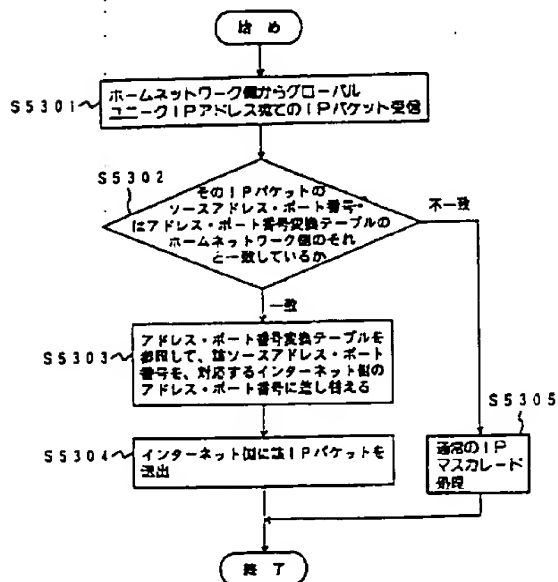 始 め
S5301
ホームネットワーク側からグローバル
ユニークIPアドレス宛てのIPパケット受信
S5302
そのIPパケットの
ソースアドレス・ポート番号
はアドレス・ポート番号変換テーブルの
ホームネットワーク側のそれ
と一致しているか
不一致
一致
S5303
アドレス・ポート番号変換テーブルを
参照して、該ソースアドレス・ポート
番号を、対応するインターネット側の
アドレス・ポート番号に差し替える
S5304
インターネット側に該IPパケットを
送出
S5305
通常のIP
マスカレード
処理
終 了